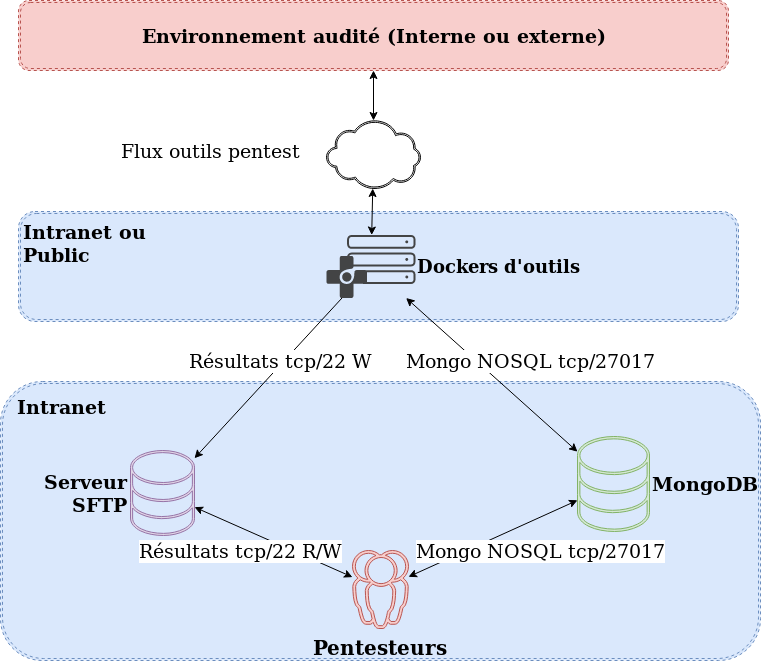 Environnement audité (Interne ou externe)
Flux outils pentest
Intranet ou
Public
Dockers d'outils
Résultats tcp/22 W
Mongo NOSQL tcp/27017
Intranet
Serveur
SFTP
MongoDB
Résultats tcp/22 R/W
Mongo NOSQL tcp/27017
Pentesteurs